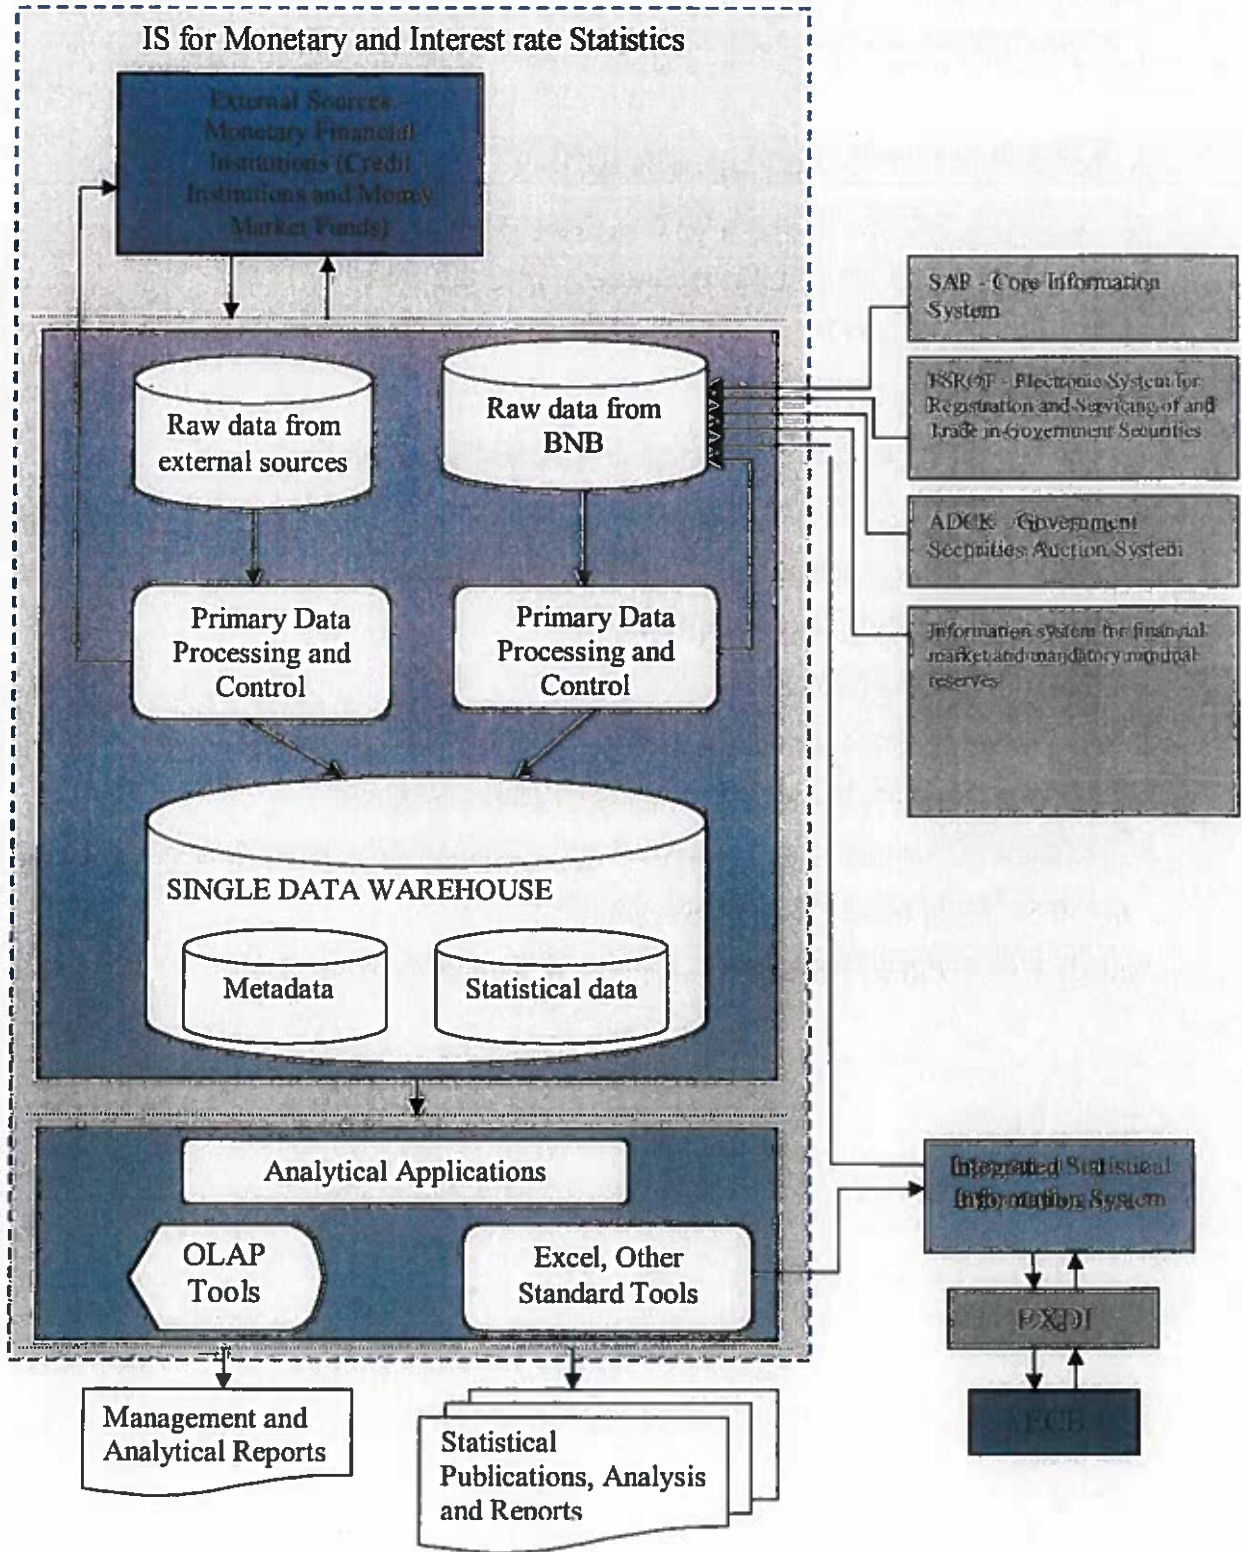 IS for Monetary and Interest rate Statistics
External Sources -
Monetary Financial
Institutions (Credit
Institutions and Money
Market Funds)
SAP - Core Information
System
Raw data from
external sources
Raw data from
BNB
- Electronic System for
Registration and Servicing of and
Trade in Government Securities
- Government
Securities Auction System
Primary Data
Processing and
Control
Primary Data
Processing and
Control
Information system for financial
market and mandatory minimal
reserves
SINGLE DATA WAREHOUSE
Metadata
Statistical data
Analytical Applications
OLAP
Tools
Excel, Other
Standard Tools
Integrated Statistical
Information System
ECB
Management and
Analytical Reports
Statistical
Publications, Analysis
and Reports